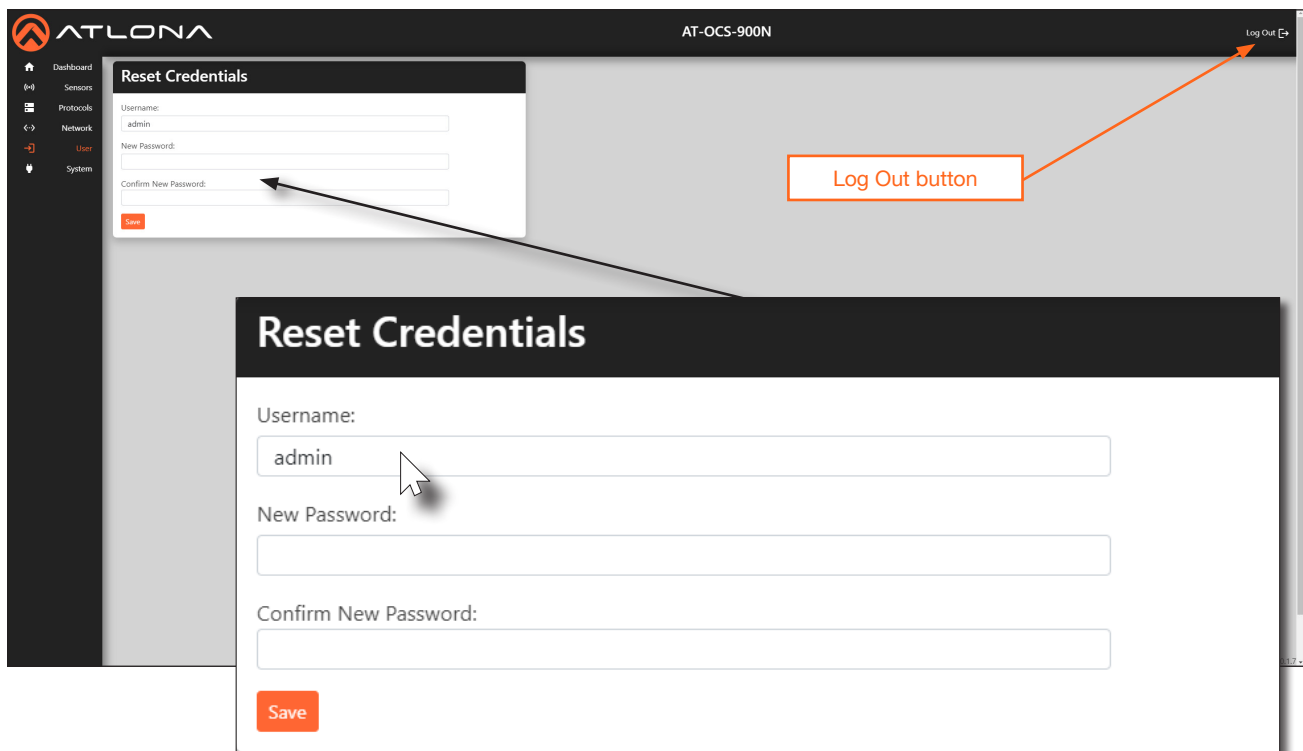 ATLONA
AT-OCS-900N
Log Out
Dashboard
Sensors
Protocols
Network
User
System
Reset Credentials
Username:
admin
New Password:
Confirm New Password:
Save
Log Out button
Reset Credentials
Username:
admin
New Password:
Confirm New Password:
Save